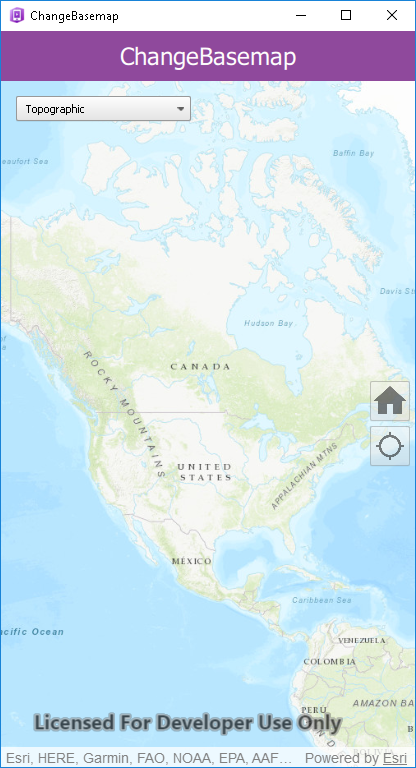 ChangeBasemap
ChangeBasemap
Topographic
Baffin Bay
eaufort Sea
Davis St
Hudson Bay
of
ROCKY MOUNTAINS
CANADA
UNITED
STATES
APPALACHIAN MTNS
MÉXICO
Caribbean Sea
acific Ocean
VENEZUELA
COLOMBIA
AMAZON BA
PERU
Licensed For Developer Use Only
Esri, HERE, Garmin, FAO, NOAA, EPA, AAF... Powered by Esri